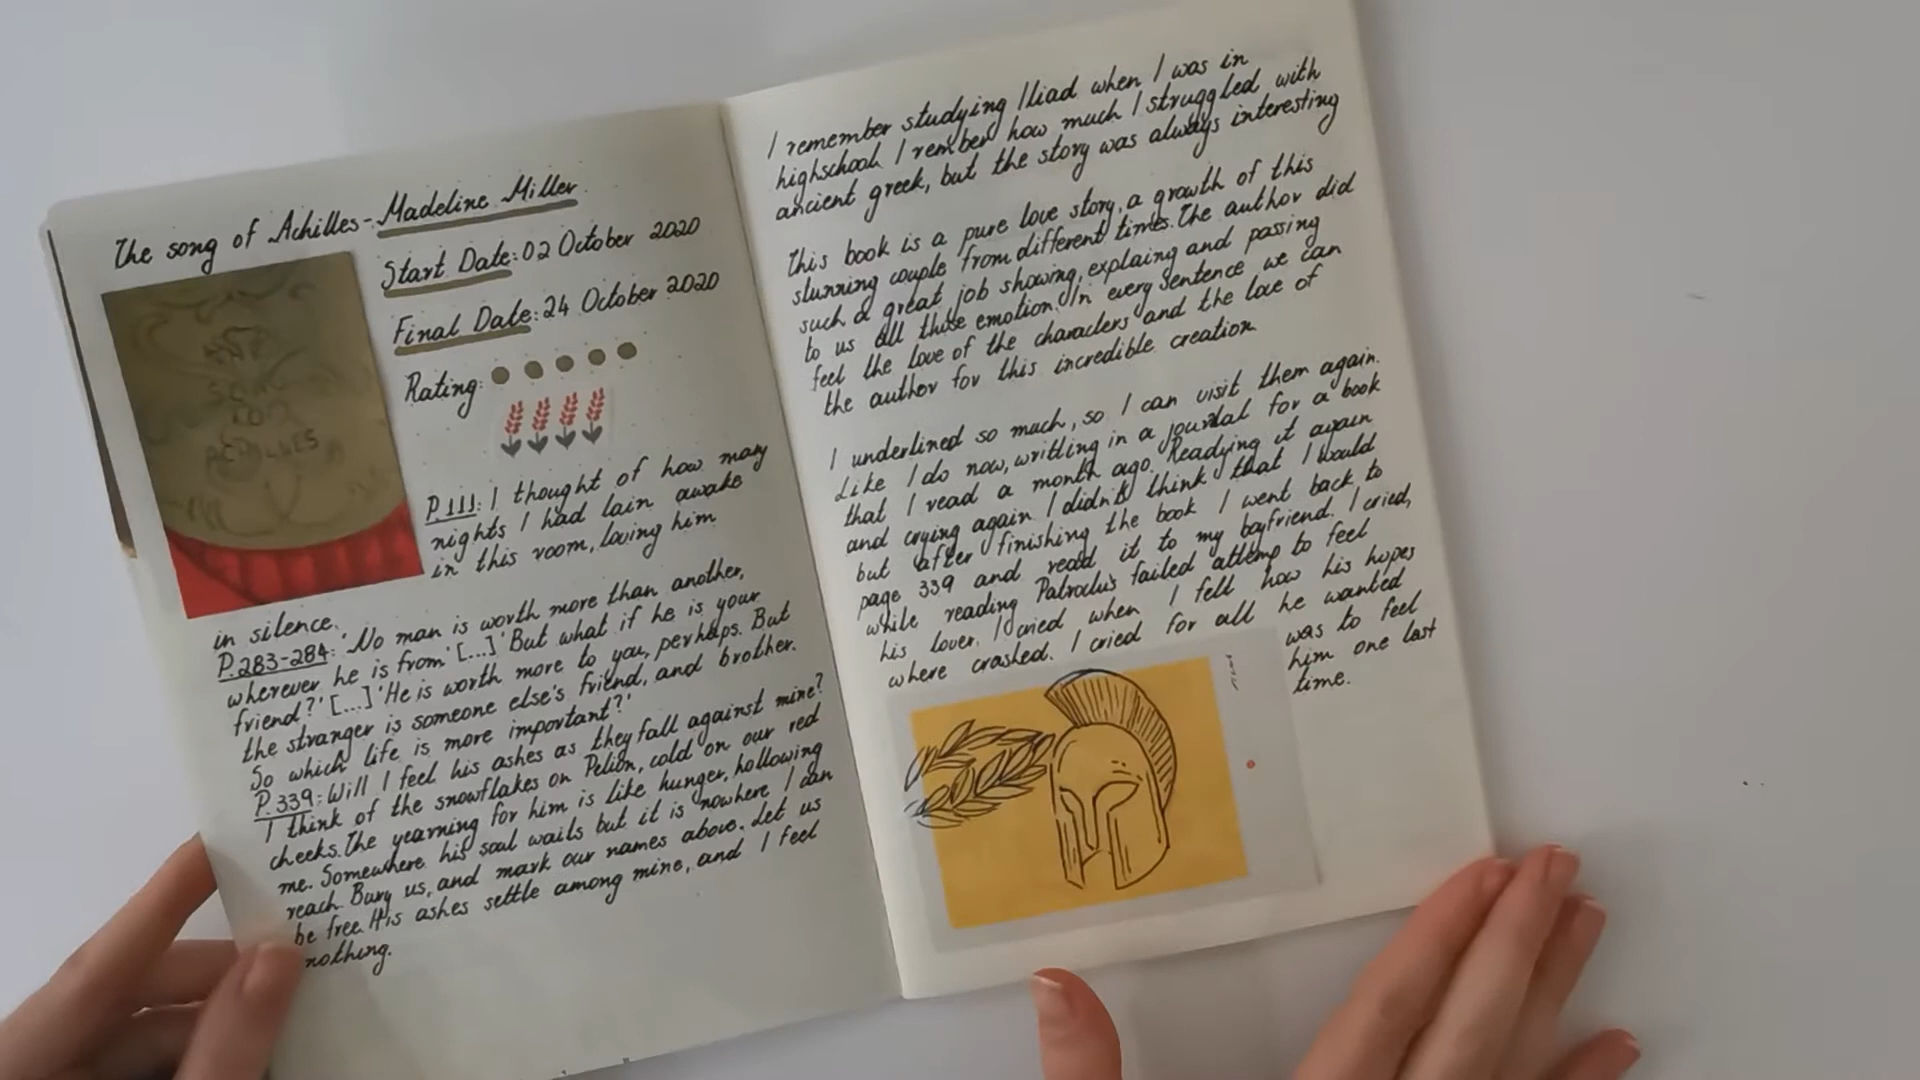 The song of Achilles - Madeline Miller
Start Date: 02 October 2020
Final Date: 24 October 2020
Rating:
P.111: I thought of how many
nights I had lain awake
in this room, loving him
in silence.
P.283-284: 'No man is worth more than another,
wherever he is from' [...] 'But what if he is your
friend?' [...] 'He is worth more to you, perhaps. But
the stranger is someone else's friend, and brother.
So which life is more important?'
P.339: Will I feel his ashes as they fall against mine?
I think of the snowflakes on Pelion, cold on our red
cheeks. The yearning for him is like hunger, hollowing
me. Somewhere his soul waits but it is nowhere I can
reach. Bury us, and mark our names above. Let us
be free. His ashes settle among mine, and I feel
nothing.
I remember studying Iliad when I was in
highschool. I rember how much I struggled with
ancient greek, but the story was always interesting
This book is a pure love story, a growth of this
stunning couple from different times. The author did
such a great job showing, explaing and passing
to us all those emotion. In every sentence we can
feel the love of the characters and the love of
the author for this incredible creation.
I underlined so much, so I can visit them again.
Like I do now, writting in a journal for a book
that I read a month ago. Readying it again
and crying again. I didn't think that I would
but after finishing the book I went back to
page 339 and read it to my boyfriend. I cried,
while reading Patroclus failed attemp to feel
his lover. I cried when I fell how his hopes
where crashed. I cried for all he wanted
was to feel
him one last
time.